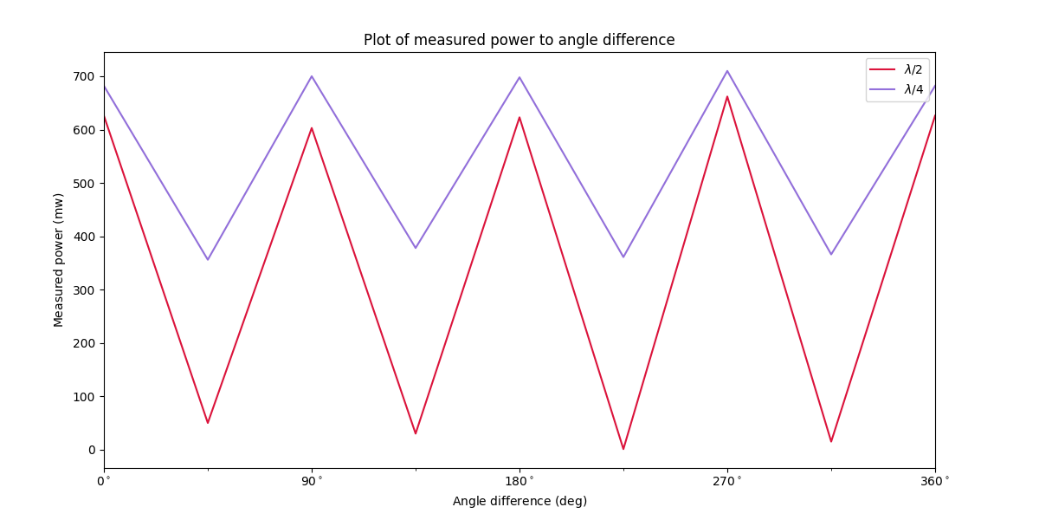 Plot of measured power to angle difference
λ/2
λ/4
Measured power (mw)
700
600
500
400
300
200
100
0
0° 90° 180° 270° 360°
Angle difference (deg)